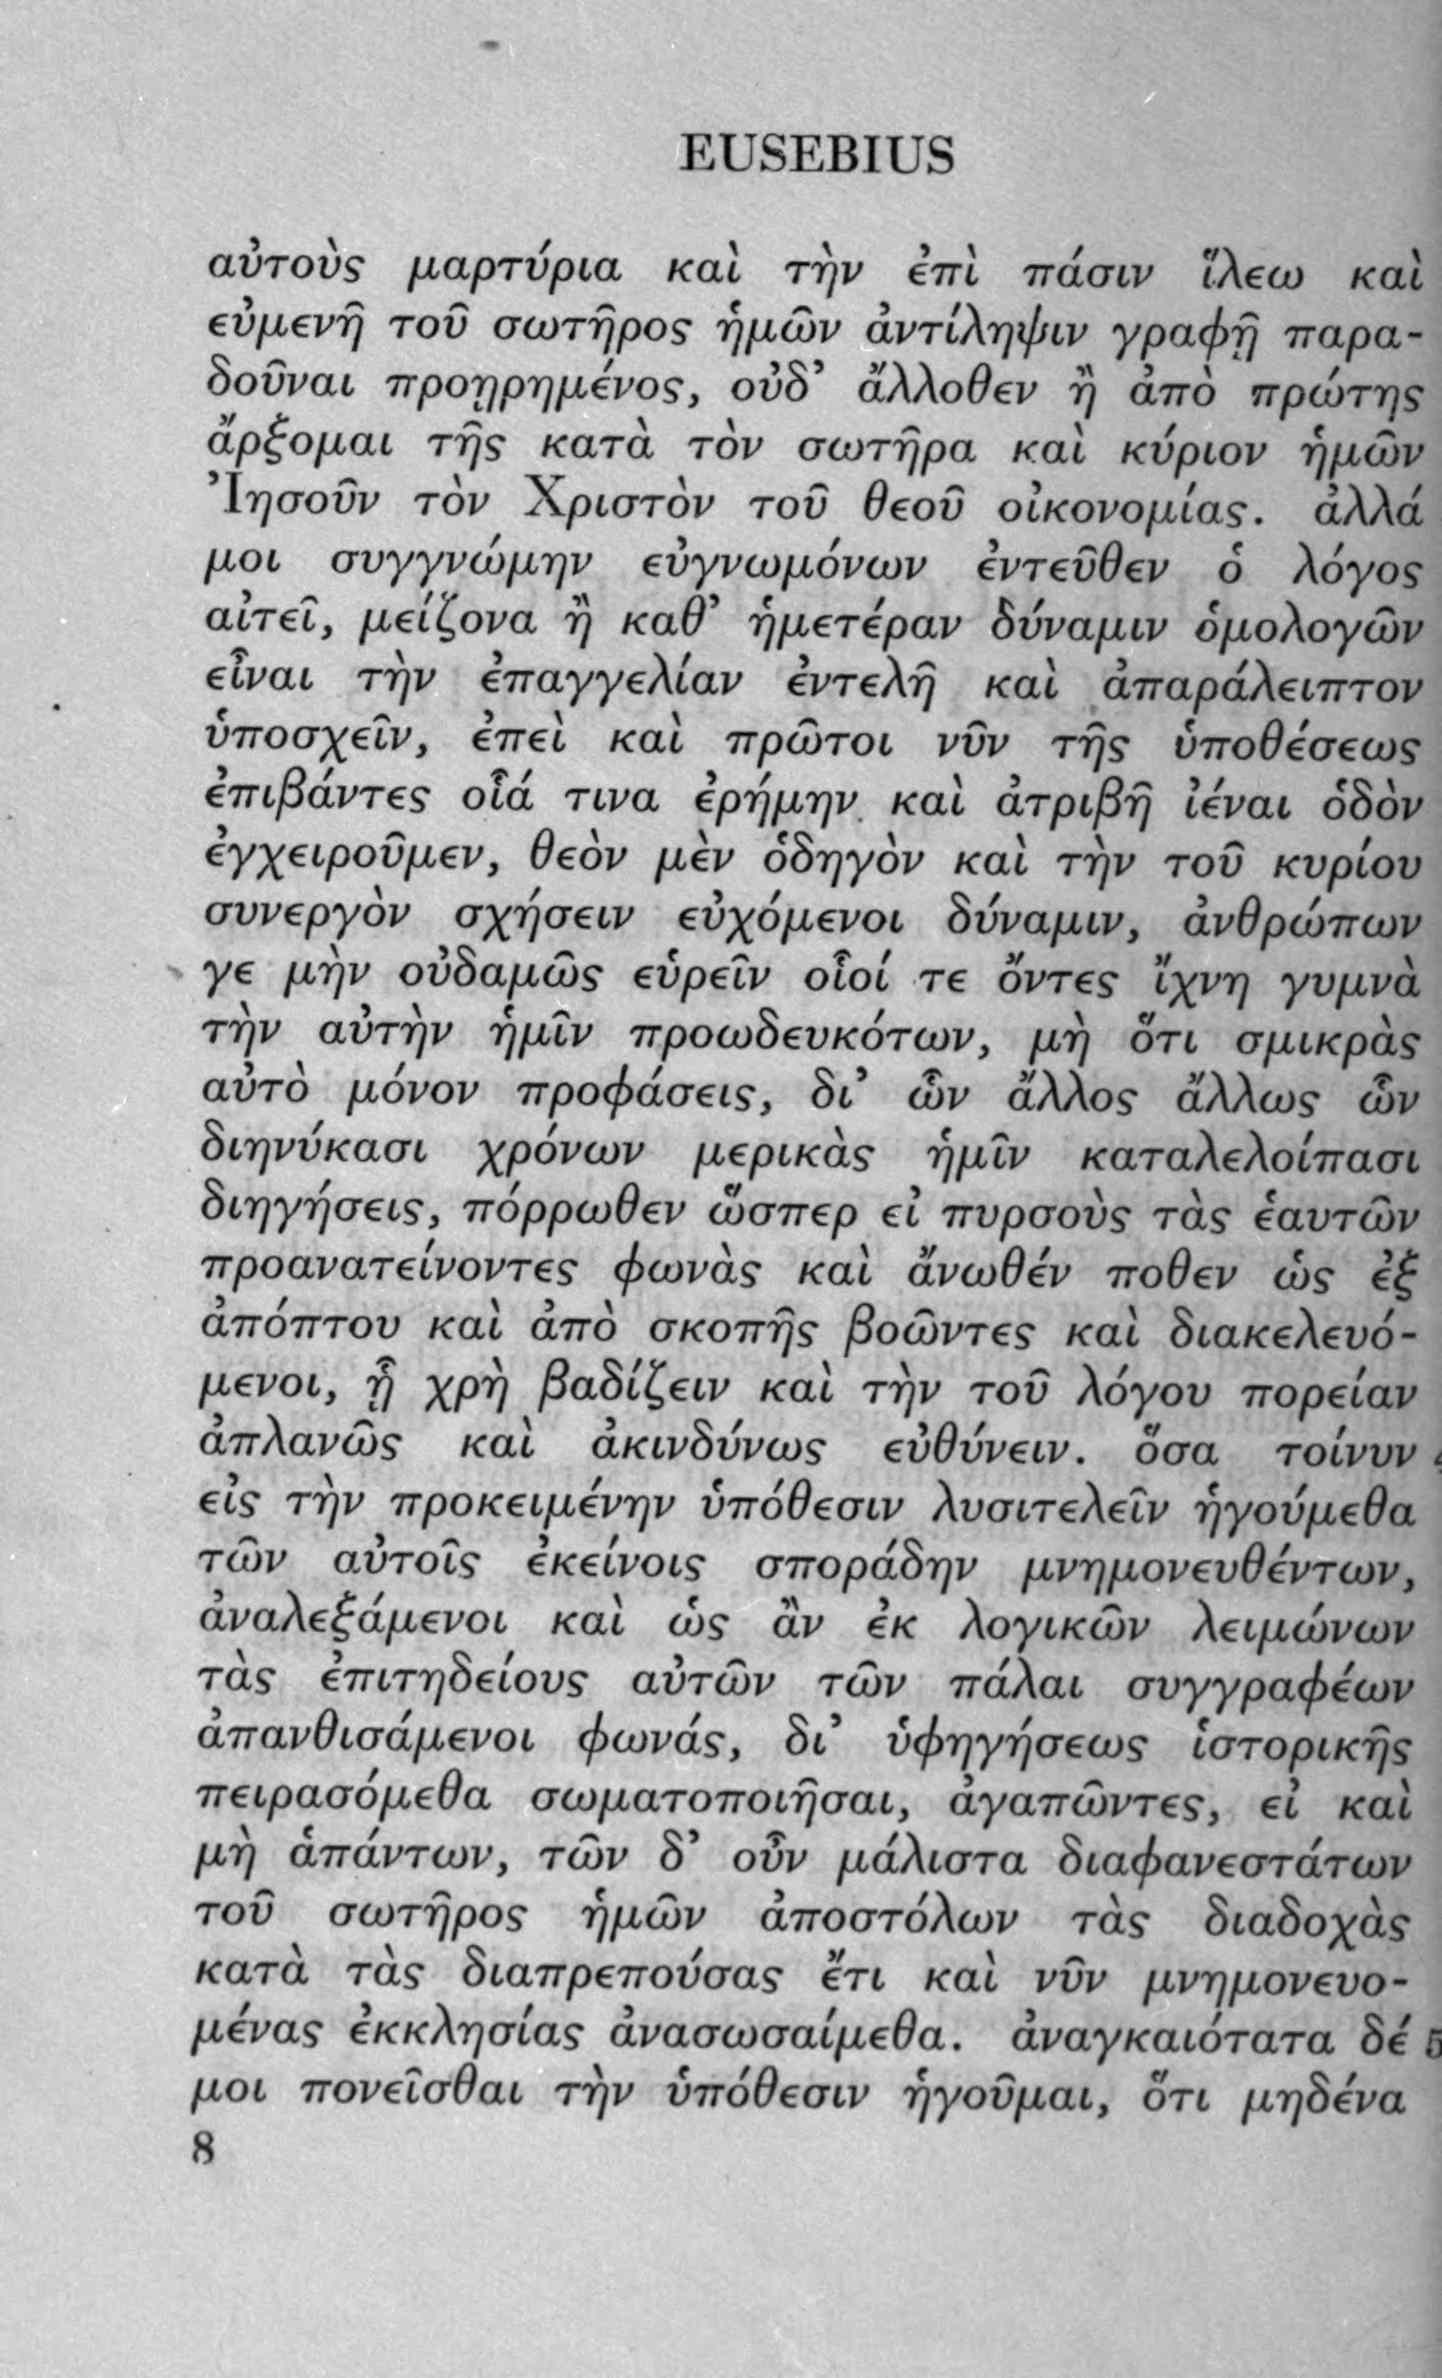 EUSEBIUS
αὐτοὺς μαρτύρια καὶ τὴν ἐπὶ πάσιν ἵλεω καὶ
εὐμενῆ τοῦ σωτῆρος ἡμῶν ἀντίληψιν γραφῇ παρα-
δοῦναι προῃρημένος, οὐδ’ ἄλλοθεν ἢ ἀπὸ πρώτης
ἄρξομαι τῆς κατὰ τὸν σωτῆρα καὶ κύριον ἡμῶν
Ἰησοῦν τὸν Χριστὸν τοῦ θεοῦ οἰκονομίας. ἀλλά
μοι συγγνώμην εὐγνωμόνων ἐντεῦθεν ὁ λόγος
αἰτεῖ, μείζονα ἢ καθ’ ἡμετέραν δύναμιν ὁμολογῶν
εἶναι τὴν ἐπαγγελίαν ἐντελῆ καὶ ἀπαράλειπτον
ὑποσχεῖν, ἐπεὶ καὶ πρῶτοι νῦν τῆς ὑποθέσεως
ἐπιβάντες οἷά τινα ἐρήμην καὶ ἀτριβῆ ἰέναι ὁδὸν
ἐγχειροῦμεν, θεὸν μὲν ὁδηγὸν καὶ τὴν τοῦ κυρίου
συνεργὸν σχήσειν εὐχόμενοι δύναμιν, ἀνθρώπων
γε μὴν οὐδαμῶς εὑρεῖν οἷοί τε ὄντες ἴχνη γυμνὰ
τὴν αὐτὴν ἡμῖν προωδευκότων, μὴ ὅτι σμικρὰς
αὐτὸ μόνον προφάσεις, δι’ ὧν ἄλλος ἄλλως ὧν
διηνύκασι χρόνων μερικὰς ἡμῖν καταλελοίπασι
διηγήσεις, πόρρωθεν ὥσπερ εἰ πυρσοὺς τὰς ἑαυτῶν
προανατείνοντες φωνὰς καὶ ἄνωθέν ποθεν ὡς ἐξ
ἀπόπτου καὶ ἀπὸ σκοπῆς βοῶντες καὶ διακελευό-
μενοι, ᾗ χρὴ βαδίζειν καὶ τὴν τοῦ λόγου πορείαν
ἀπλανῶς καὶ ἀκινδύνως εὐθύνειν. ὅσα τοίνυν
εἰς τὴν προκειμένην ὑπόθεσιν λυσιτελεῖν ἡγούμεθα
τῶν αὐτοῖς ἐκείνοις σποράδην μνημονευθέντων,
ἀναλεξάμενοι καὶ ὡς ἂν ἐκ λογικῶν λειμώνων
τὰς ἐπιτηδείους αὐτῶν τῶν πάλαι συγγραφέων
ἀπανθισάμενοι φωνάς, δι’ ὑφηγήσεως ἱστορικῆς
πειρασόμεθα σωματοποιῆσαι, ἀγαπῶντες, εἰ καὶ
μὴ ἁπάντων, τῶν δ’ οὖν μάλιστα διαφανεστάτων
τοῦ σωτῆρος ἡμῶν ἀποστόλων τὰς διαδοχὰς
κατὰ τὰς διαπρεπούσας ἔτι καὶ νῦν μνημονευο-
μένας ἐκκλησίας ἀνασωσαίμεθα. ἀναγκαιότατα δέ 5
μοι πονεῖσθαι τὴν ὑπόθεσιν ἡγοῦμαι, ὅτι μηδένα
8